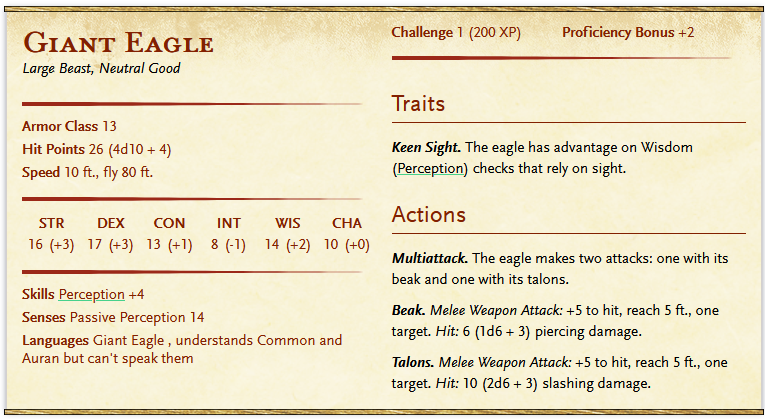 Giant Eagle
Large Beast, Neutral Good
Armor Class 13
Hit Points 26 (4d10 + 4)
Speed 10 ft., fly 80 ft.
STR DEX CON INT WIS CHA
16 (+3) 17 (+3) 13 (+1) 8 (-1) 14 (+2) 10 (+0)
Skills Perception +4
Senses Passive Perception 14
Languages Giant Eagle , understands Common and
Auran but can't speak them
Challenge 1 (200 XP) Proficiency Bonus +2
Traits
Keen Sight. The eagle has advantage on Wisdom
(Perception) checks that rely on sight.
Actions
Multiattack. The eagle makes two attacks: one with its
beak and one with its talons.
Beak. Melee Weapon Attack: +5 to hit, reach 5 ft., one
target. Hit: 6 (1d6 + 3) piercing damage.
Talons. Melee Weapon Attack: +5 to hit, reach 5 ft., one
target. Hit: 10 (2d6 + 3) slashing damage.